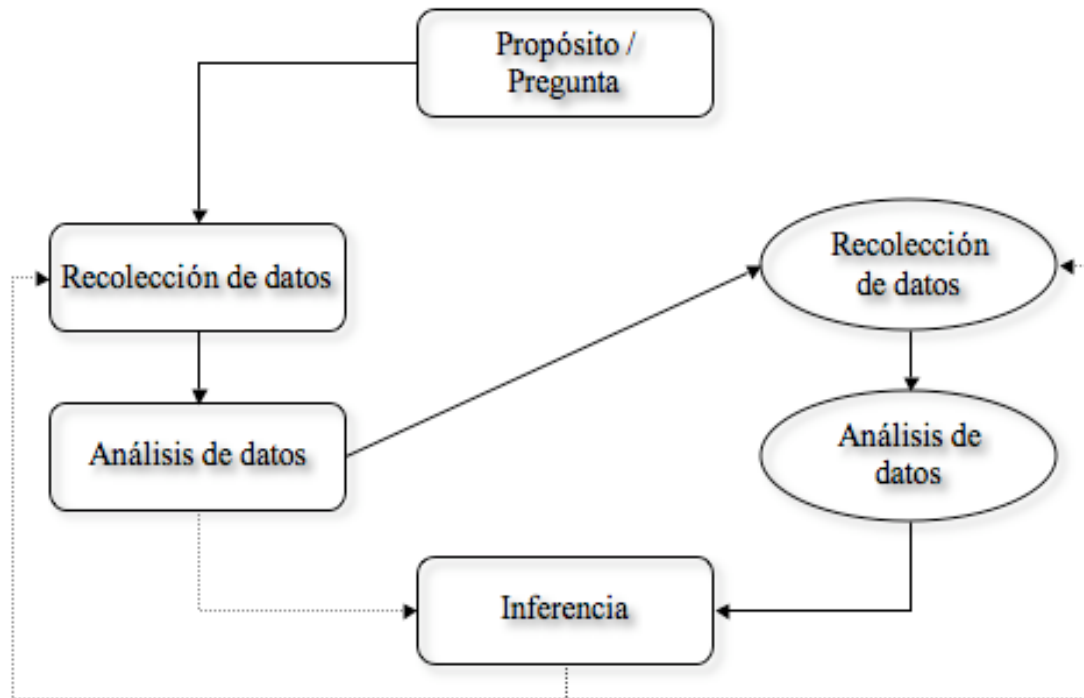 Propósito /
Pregunta
Recolección de datos
Recolección
de datos
Análisis de datos
Análisis de
datos
Inferencia